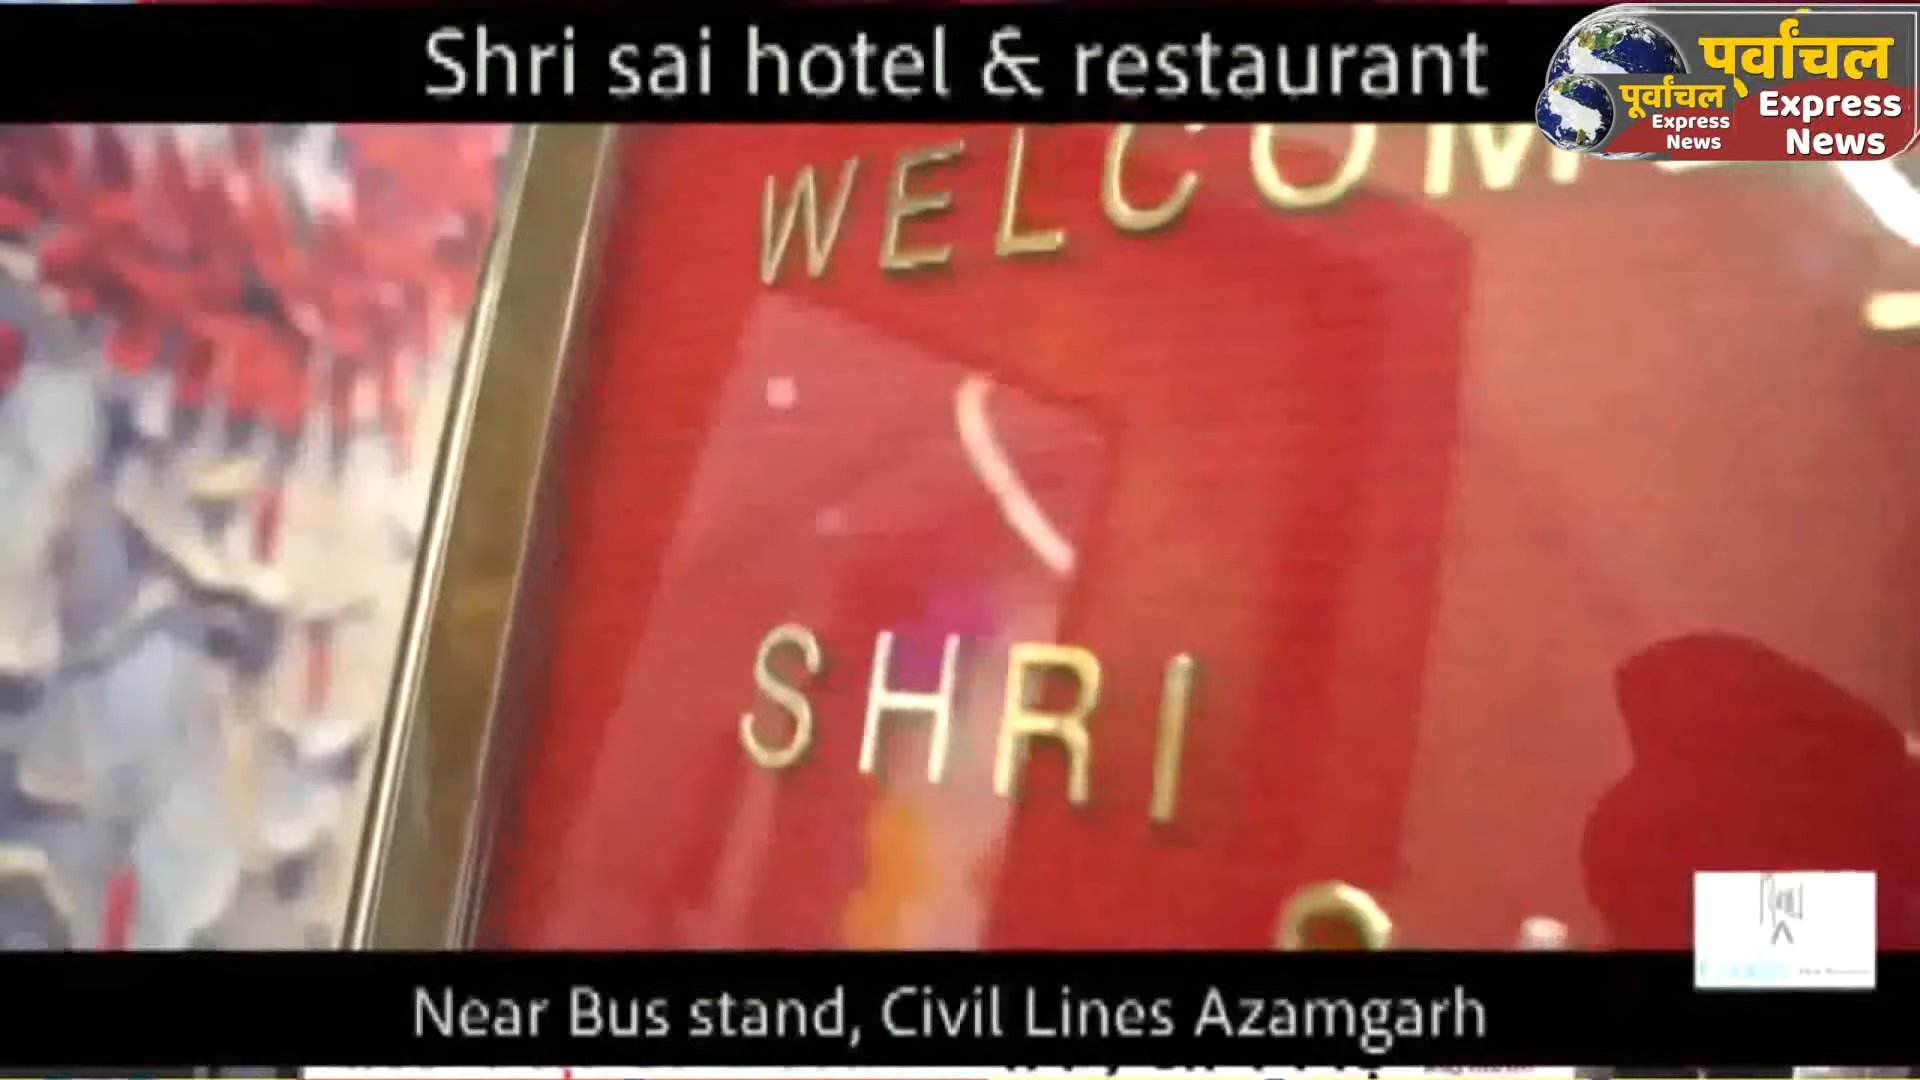 Shri sai hotel & restaurant
पूर्वांचल
Express
News
पूर्वांचल
Express
News
WELCOM
SHRI
Near Bus stand, Civil Lines Azamgarh